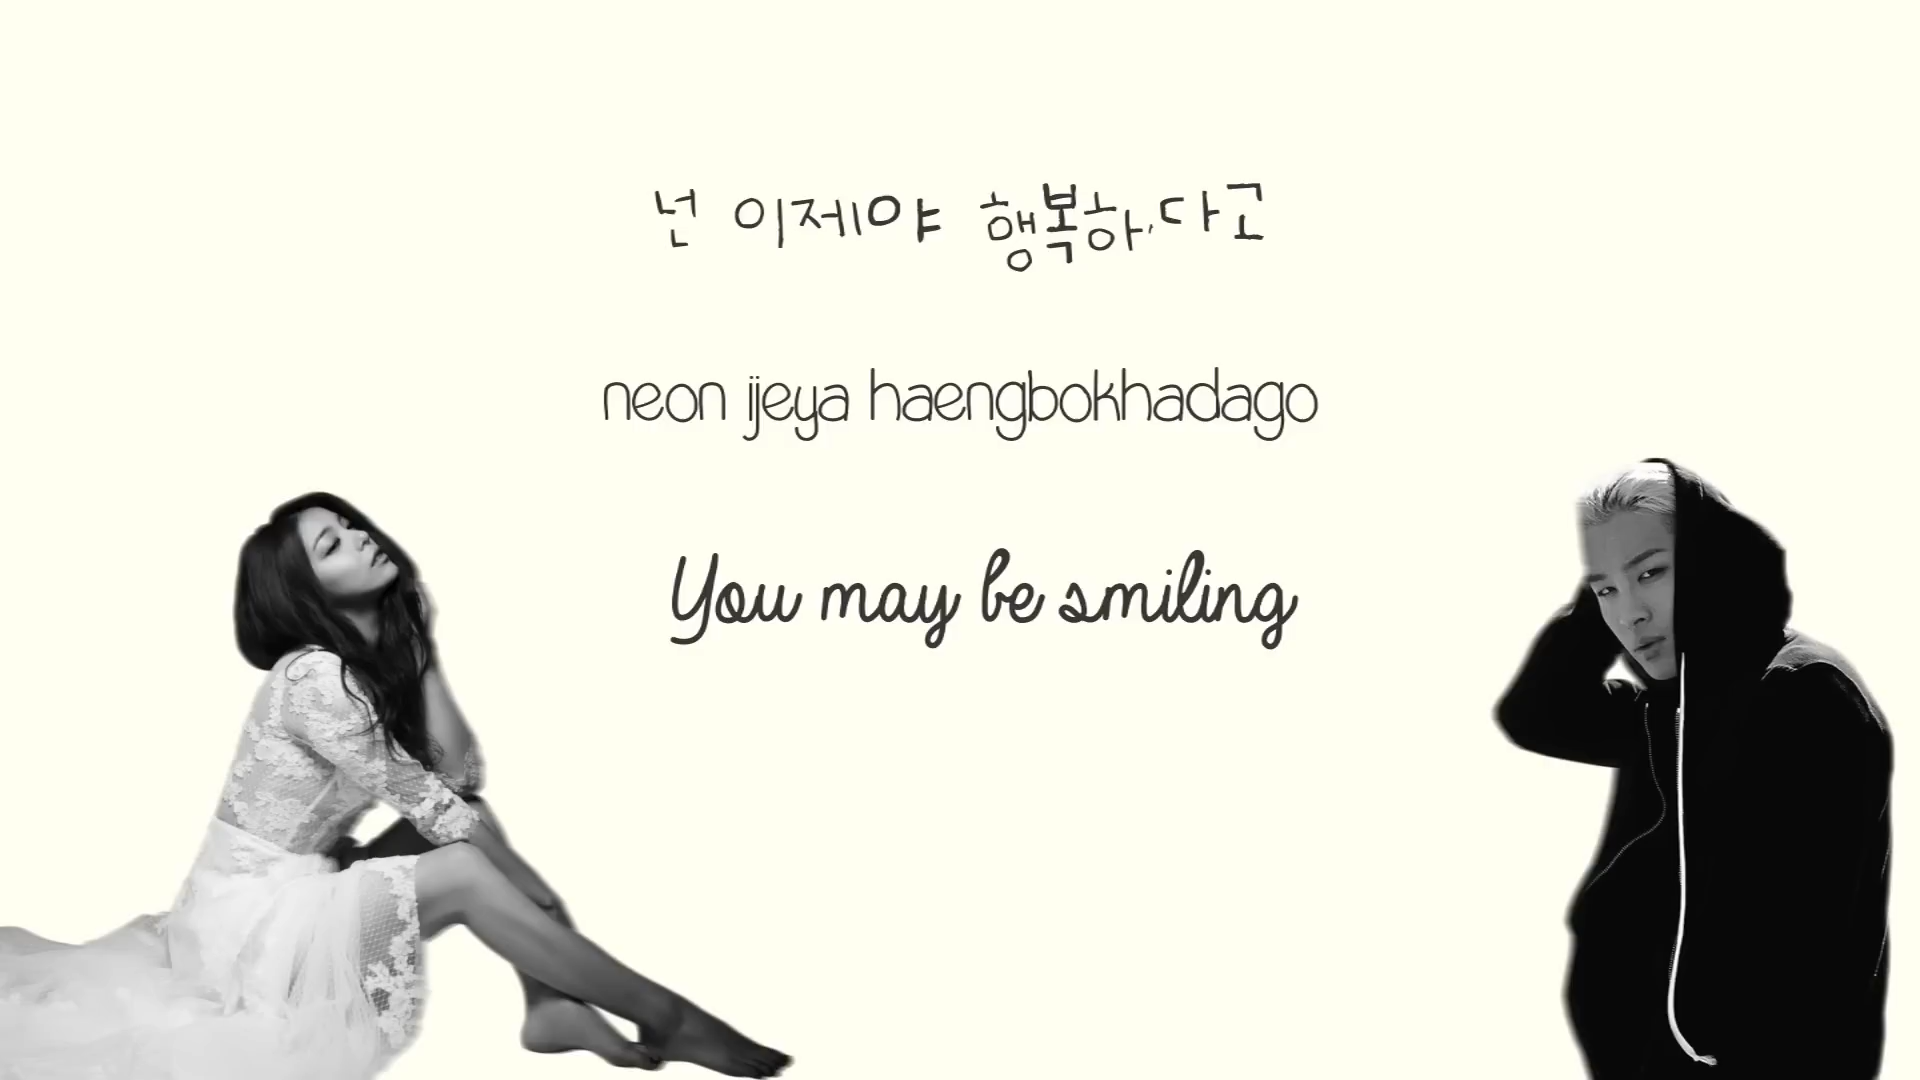 넌 이제야 행복하다고
neon ijeya haengbokhadago
You may be smiling